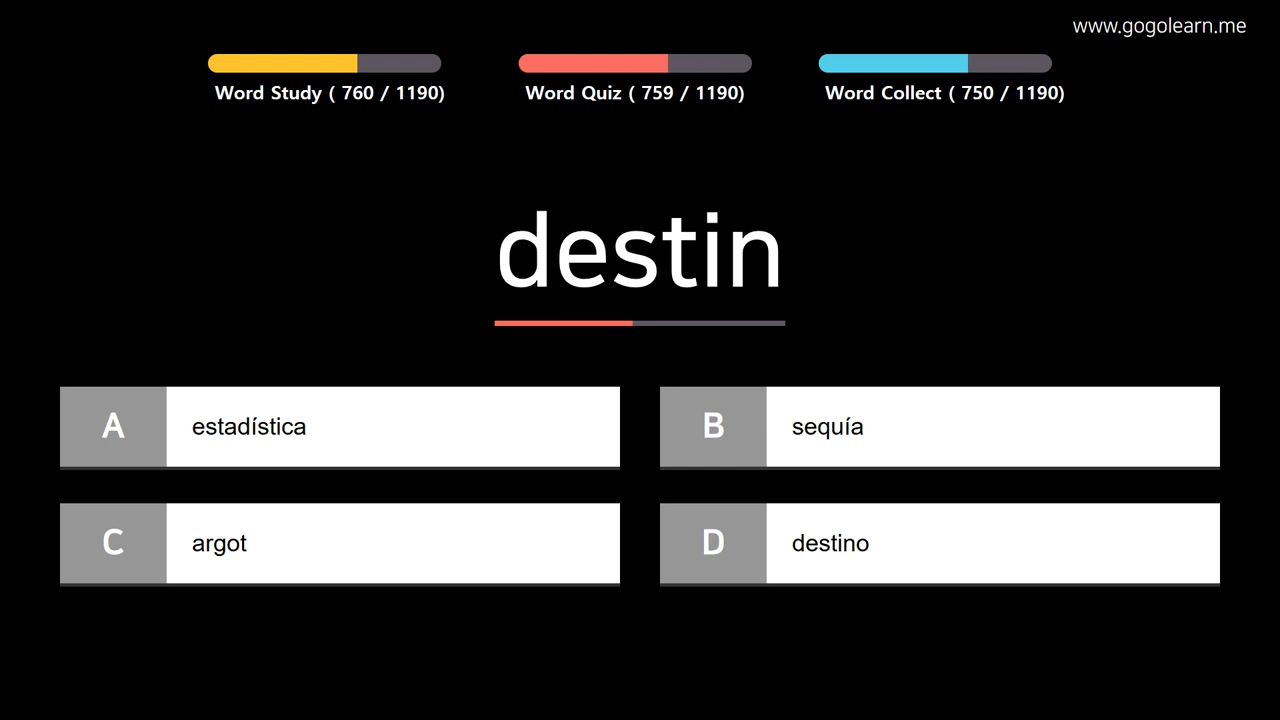 www.gogolearn.me
Word Study ( 760 / 1190)
Word Quiz ( 759 / 1190)
Word Collect ( 750 / 1190)
destin
A estadística
B sequía
C argot
D destino